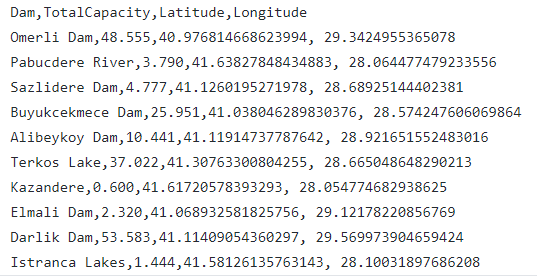 Dam,TotalCapacity,Latitude,Longitude
Omerli Dam,48.555,40.976814668623994, 29.3424955365078
Pabucdere River,3.790,41.63827848434883, 28.064477479233556
Sazlidere Dam,4.777,41.1260195271978, 28.68925144402381
Buyukcekmece Dam,25.951,41.038046289830376, 28.574247606069864
Alibeykoy Dam,10.441,41.11914737787642, 28.921651552483016
Terkos Lake,37.022,41.30763300804255, 28.665048648290213
Kazandere,0.600,41.61720578393293, 28.054774682938625
Elmali Dam,2.320,41.068932581825756, 29.12178220856769
Darlik Dam,53.583,41.11409054360297, 29.569973904659424
Istranca Lakes,1.444,41.58126135763143, 28.10031897686208